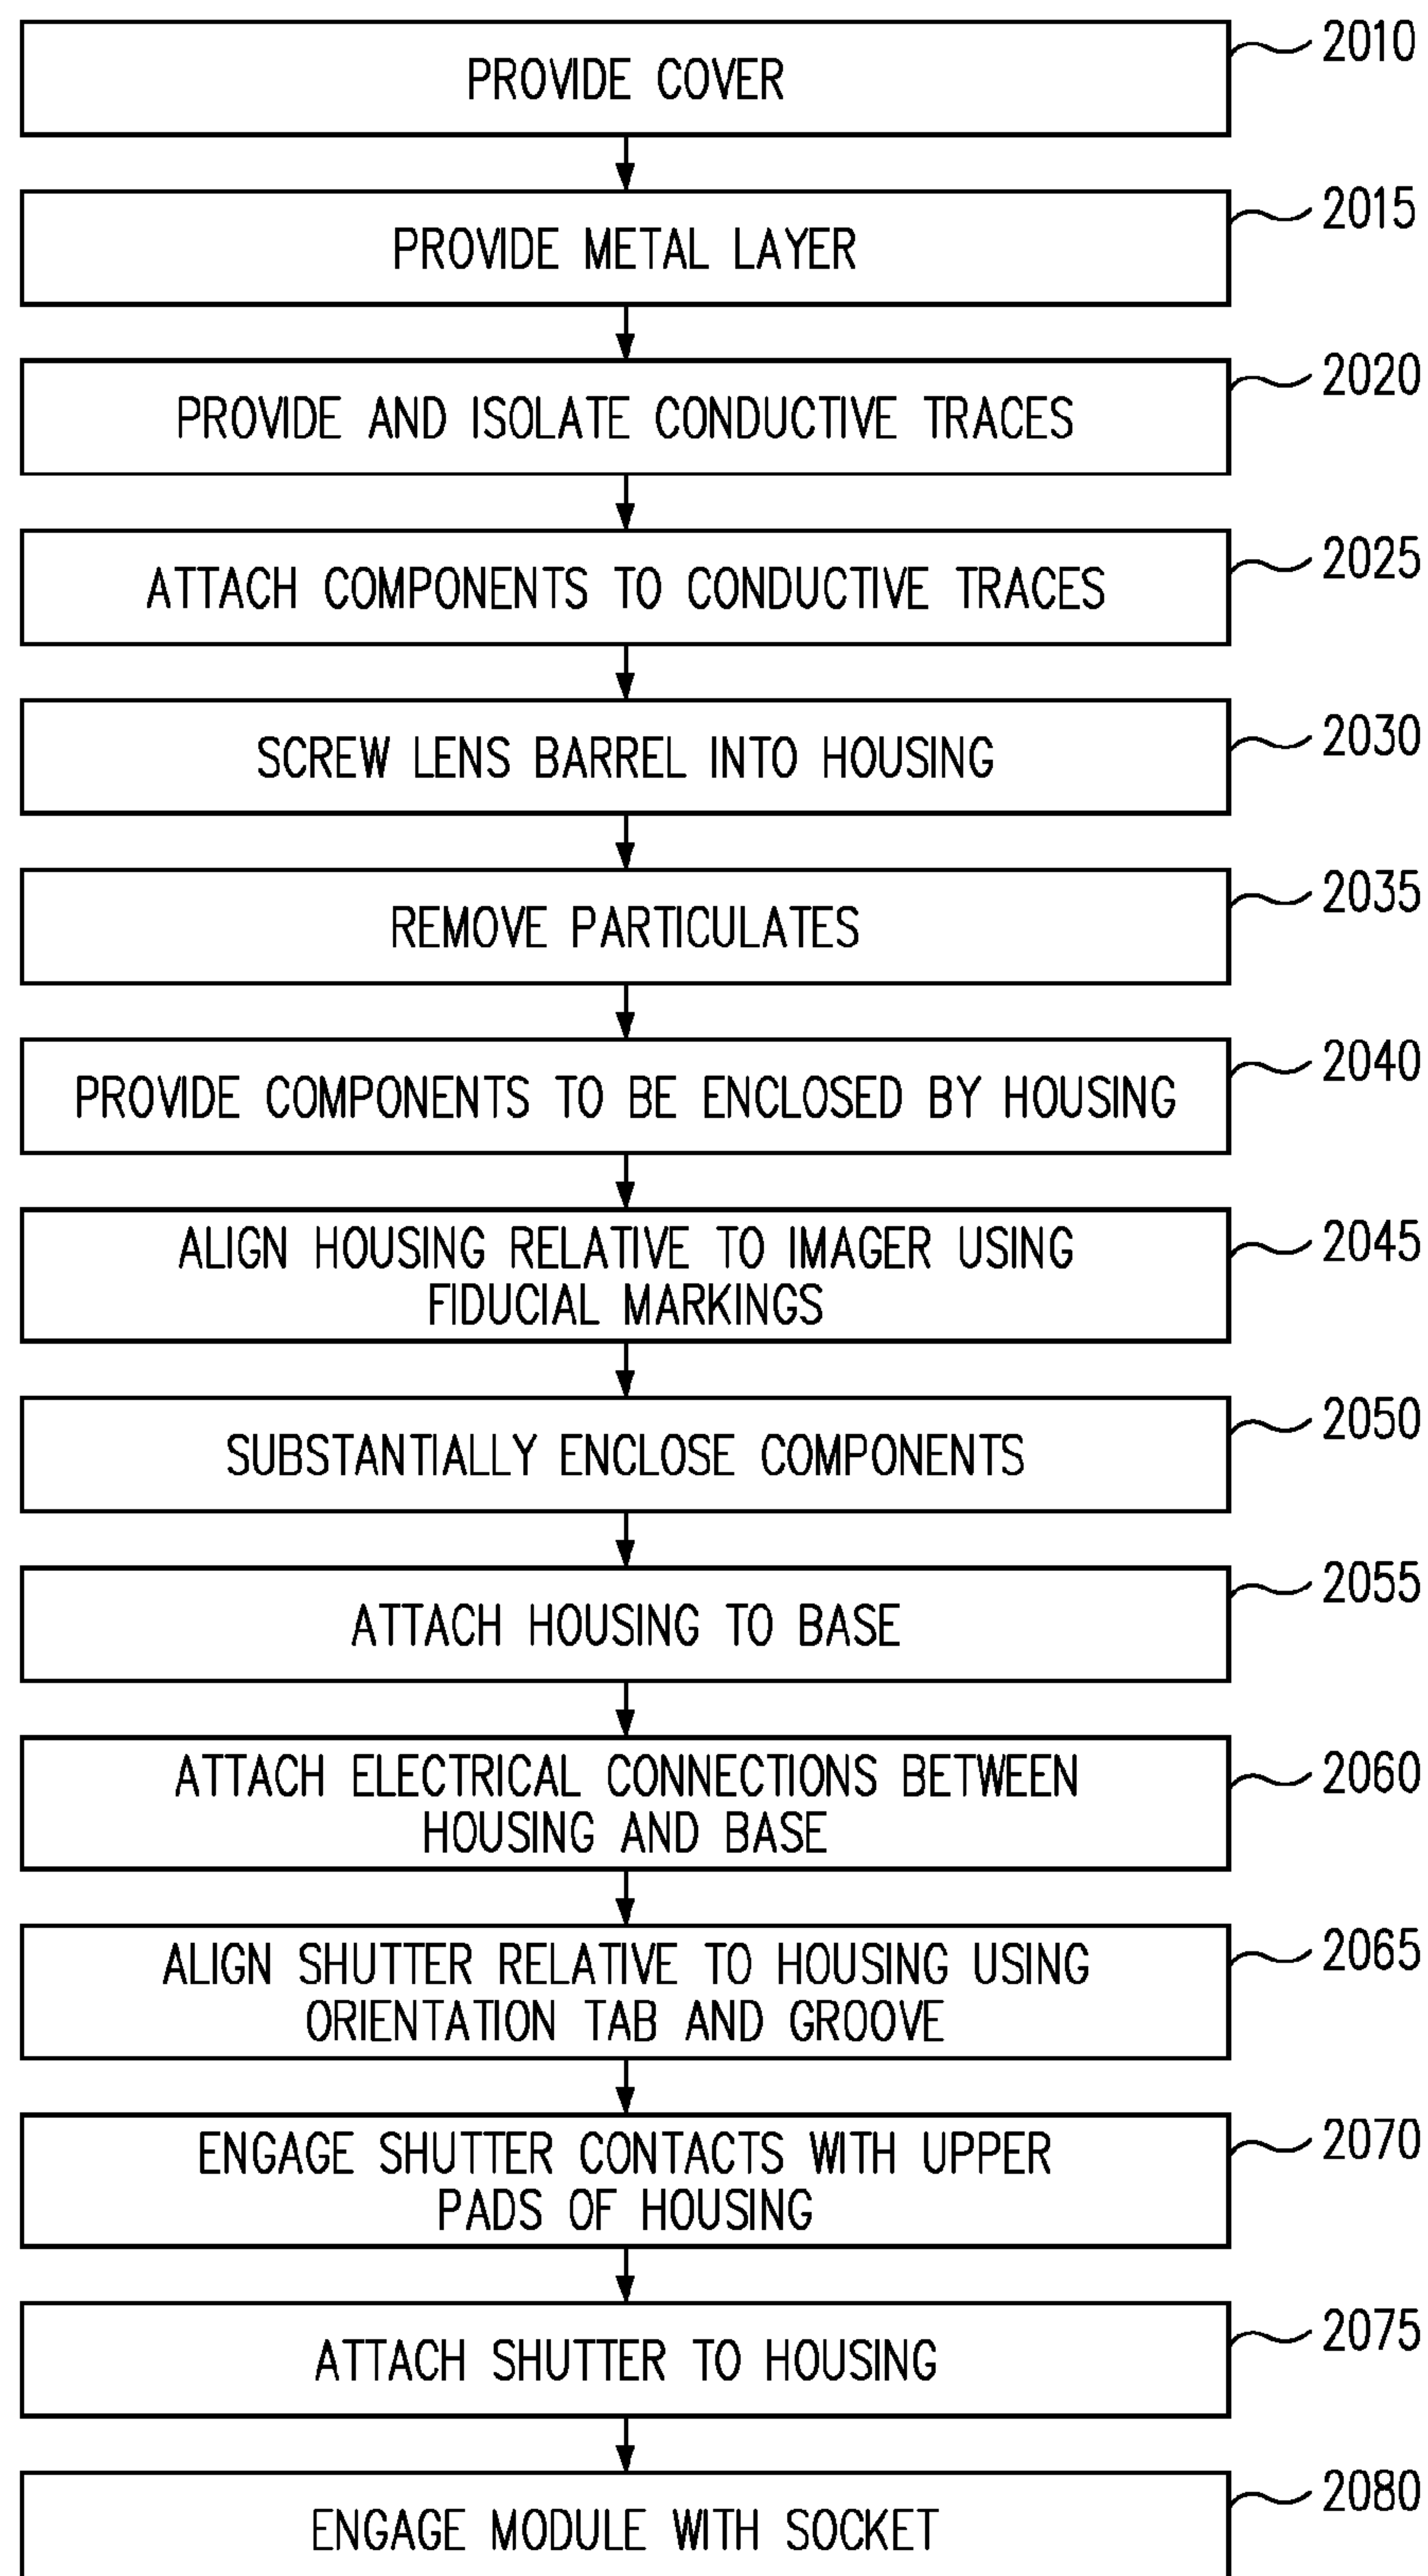 PROVIDE COVER
2010
PROVIDE METAL LAYER
2015
PROVIDE AND ISOLATE CONDUCTIVE TRACES
2020
ATTACH COMPONENTS TO CONDUCTIVE TRACES
2025
SCREW LENS BARREL INTO HOUSING
2030
REMOVE PARTICULATES
2035
PROVIDE COMPONENTS TO BE ENCLOSED BY HOUSING
2040
ALIGN HOUSING RELATIVE TO IMAGER USING
FIDUCIAL MARKINGS
2045
SUBSTANTIALLY ENCLOSE COMPONENTS
2050
ATTACH HOUSING TO BASE
2055
ATTACH ELECTRICAL CONNECTIONS BETWEEN
HOUSING AND BASE
2060
ALIGN SHUTTER RELATIVE TO HOUSING USING
ORIENTATION TAB AND GROOVE
2065
ENGAGE SHUTTER CONTACTS WITH UPPER
PADS OF HOUSING
2070
ATTACH SHUTTER TO HOUSING
2075
ENGAGE MODULE WITH SOCKET
2080